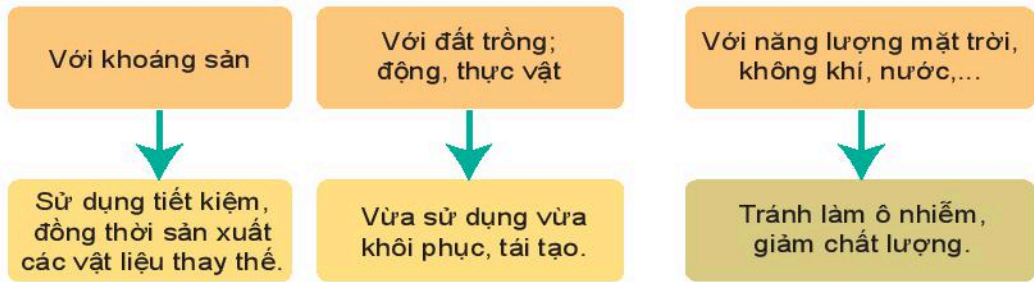 Với khoáng sản
Với đất trồng;
động, thực vật
Với năng lượng mặt trời,
không khí, nước,...
Sử dụng tiết kiệm,
đồng thời sản xuất
các vật liệu thay thế.
Vừa sử dụng vừa
khôi phục, tái tạo.
Tránh làm ô nhiễm,
giảm chất lượng.